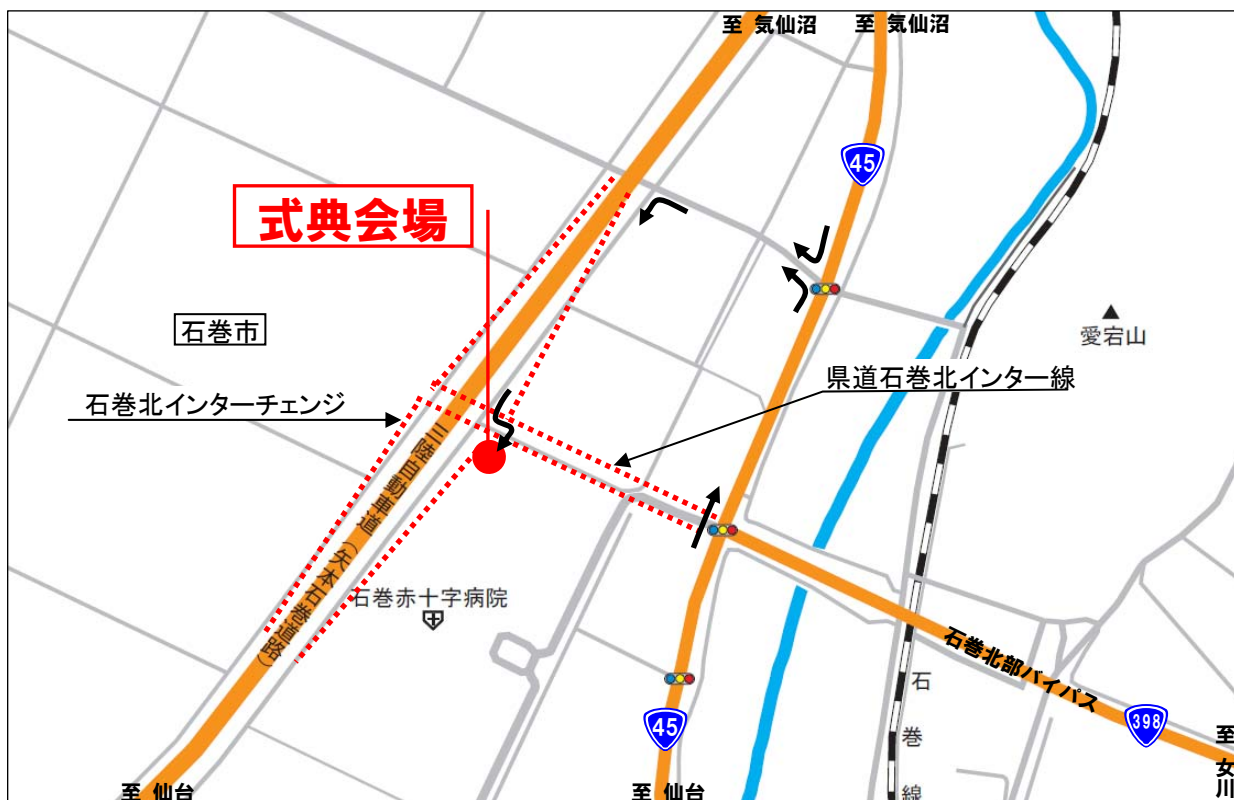 至 気仙沼
至 気仙沼
45
式典会場
石巻市
愛宕山
県道石巻北インター線
石巻北インターチェンジ
三陸自動車道（矢本石巻道路）
石巻赤十字病院
石巻北部バイパス
石巻線
45
398
至 女川
至 仙台
至 仙台